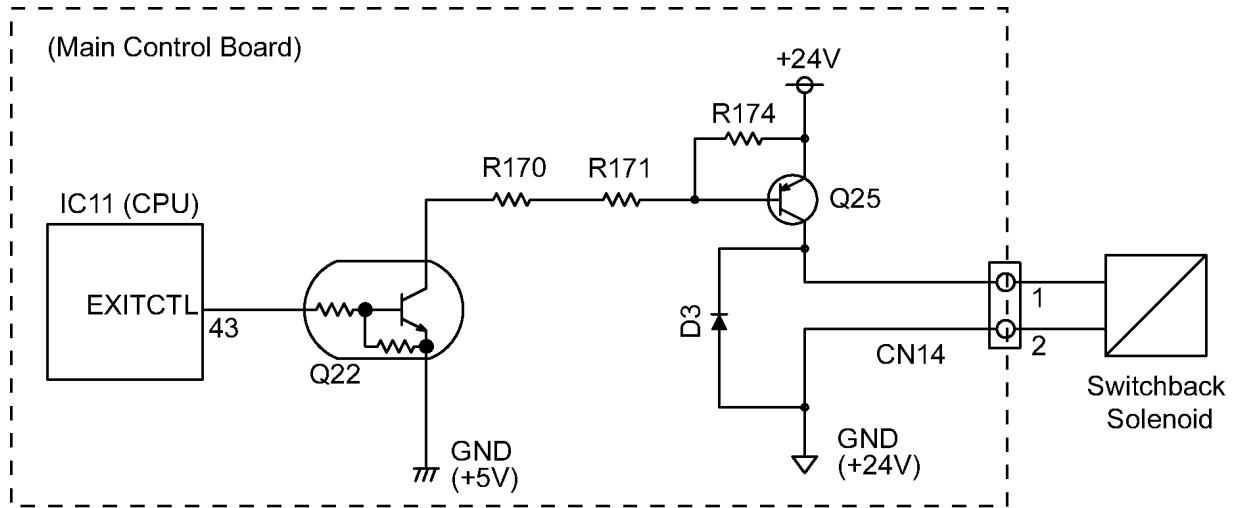 (Main Control Board)
+24V
R174
R170
R171
Q25
IC11 (CPU)
EXITCTL
43
Q22
D3
1
2
CN14
Switchback
Solenoid
GND
(+5V)
GND
(+24V)